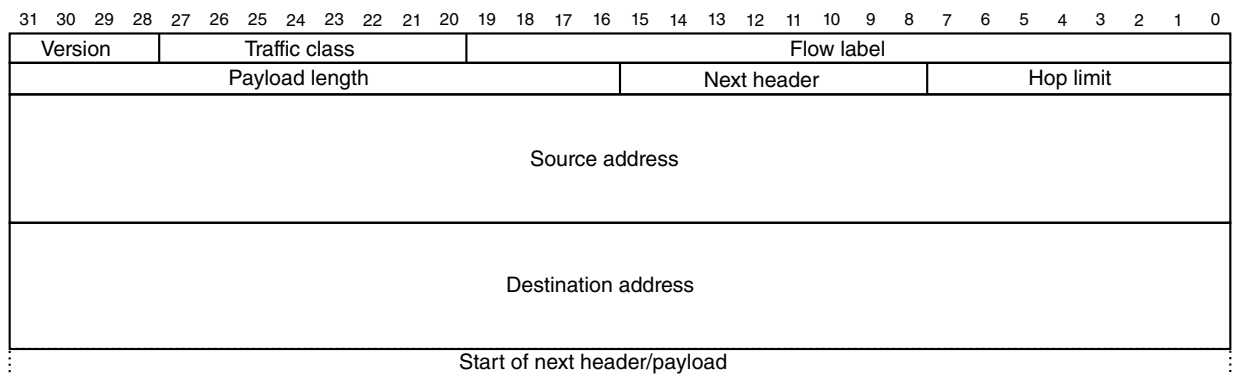 31 30 29 28 27 26 25 24 23 22 21 20 19 18 17 16 15 14 13 12 11 10 9 8 7 6 5 4 3 2 1 0
Version Traffic class Flow label
Payload length Next header Hop limit
Source address
Destination address
Start of next header/payload